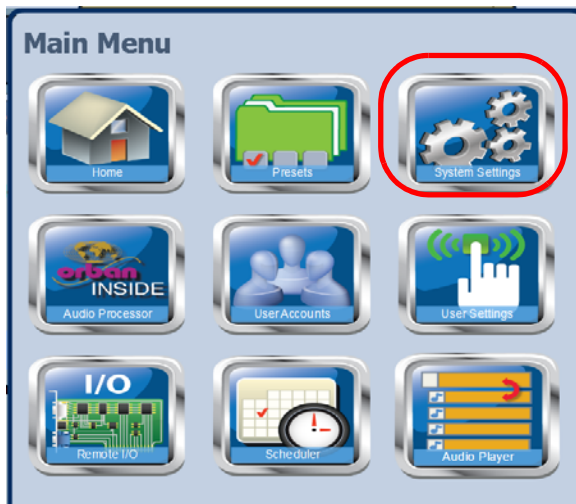 Main Menu
Home
Presets
System Settings
orban
INSIDE
Audio Processor
User Accounts
User Settings
I/O
Remote I/O
Scheduler
Audio Player